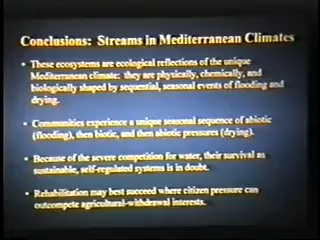 Conclusions: Streams in Mediterranean Climates
• These ecosystems are ecological reflections of the unique
Mediterranean climate: they are physically, chemically, and
biologically shaped by sequential, seasonal events of flooding and
drying.
• Communities experience a unique seasonal sequence of abiotic
(flooding), then biotic, and then abiotic pressures (drying).
• Because of the severe competition for water, their survival as
sustainable, self-regulated systems is in doubt.
• Rehabilitation may best succeed where citizen pressure can
outcompete agricultural-withdrawal interests.